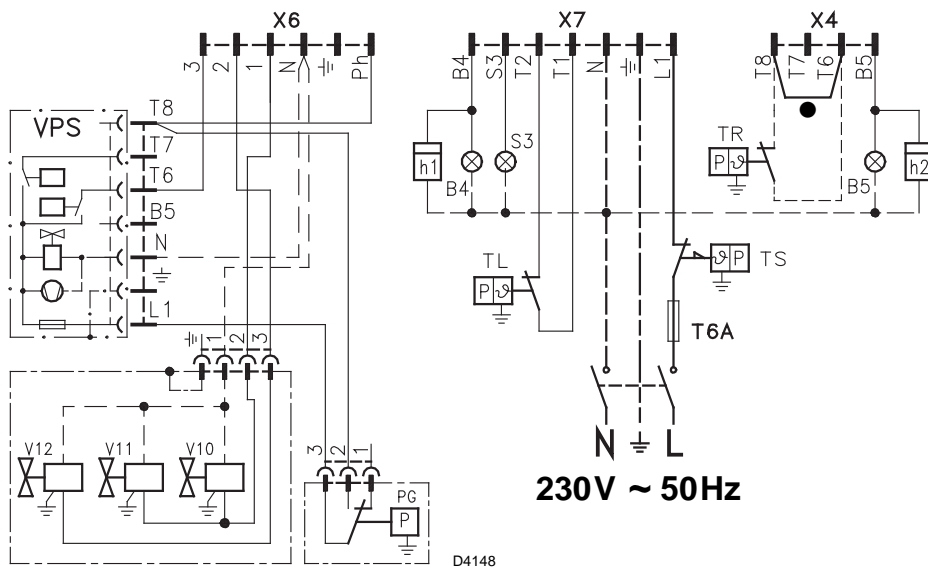 X6 X7 X4
3 2 1 N Ph
B4 S3 T2 T1 N L1
T8 T7 T6 B5
VPS
T8
T7
T6
B5
N
L1
h1
B4
S3
TR
P ϑ
B5
h2
TL
P ϑ
ϑ P
TS
T6A
1 2 3
V12 V11 V10
3 2 1
PG
P
N L
230V ~ 50Hz
D4148